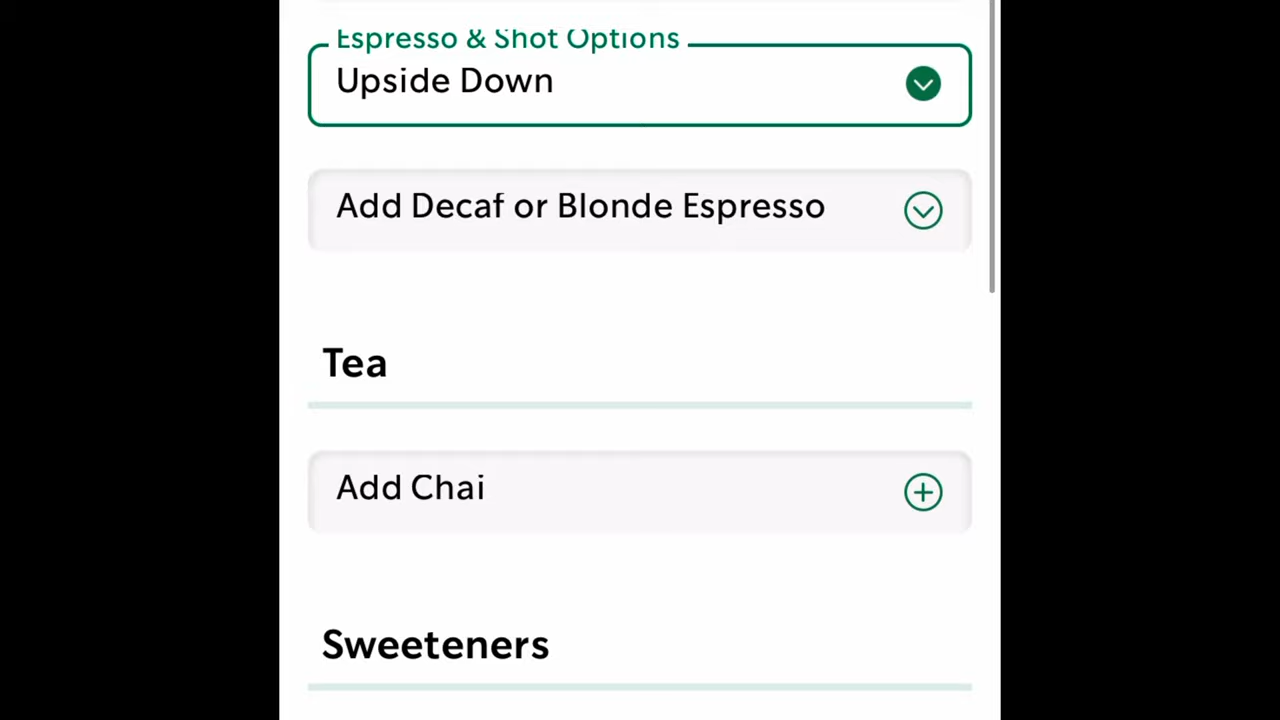 Espresso & Shot Options
Upside Down
Add Decaf or Blonde Espresso
Tea
Add Chai
Sweeteners